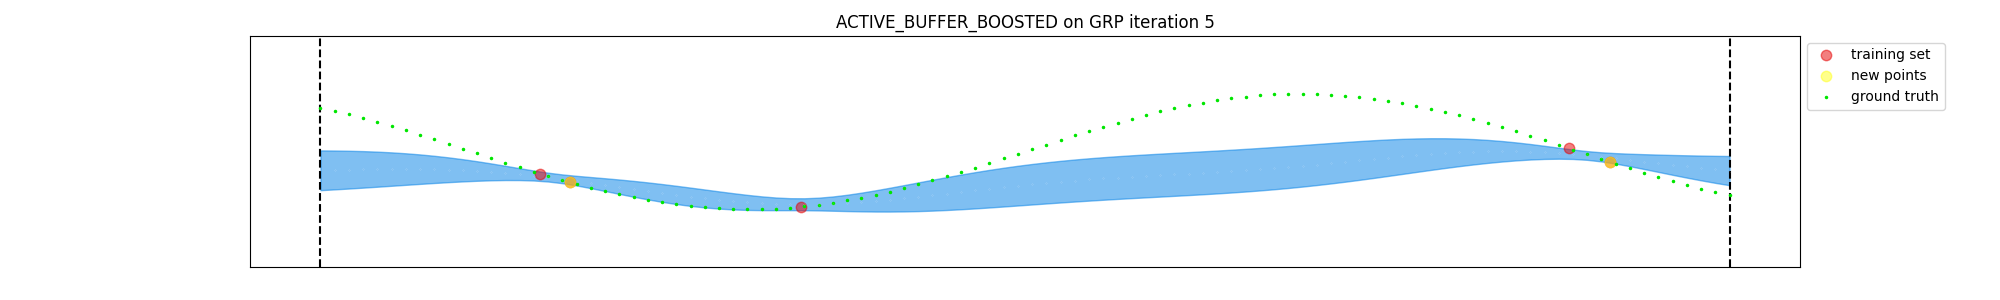 ACTIVE_BUFFER_BOOSTED on GRP iteration 5
training set
new points
ground truth